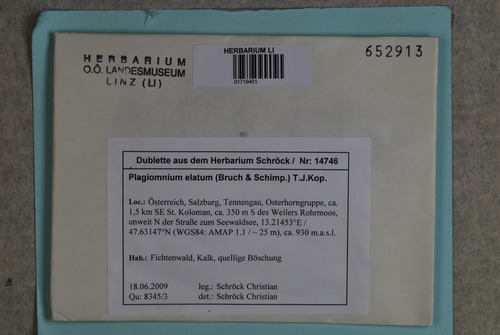 HERBARIUM
O.Ö. LANDESMUSEUM
LINZ (LI)
HERBARIUM LI
01719451
652913
Dublette aus dem Herbarium Schröck / Nr: 14746
Plagiomnium elatum (Bruch & Schimp.) T.J.Kop.
Loc.: Österreich, Salzburg, Tennengau, Osterhorngruppe, ca.
1,5 km SE St. Koloman, ca. 350 m S des Weilers Rohrmoos,
unweit N der Straße zum Seewaldsee, 13.21453°E /
47.63147°N (WGS84; AMAP 1.1 / ~ 25 m), ca. 930 m.a.s.l.
Hab.: Fichtenwald, Kalk, quellige Böschung
18.06.2009 leg.: Schröck Christian
Qu: 8345/3 det.: Schröck Christian